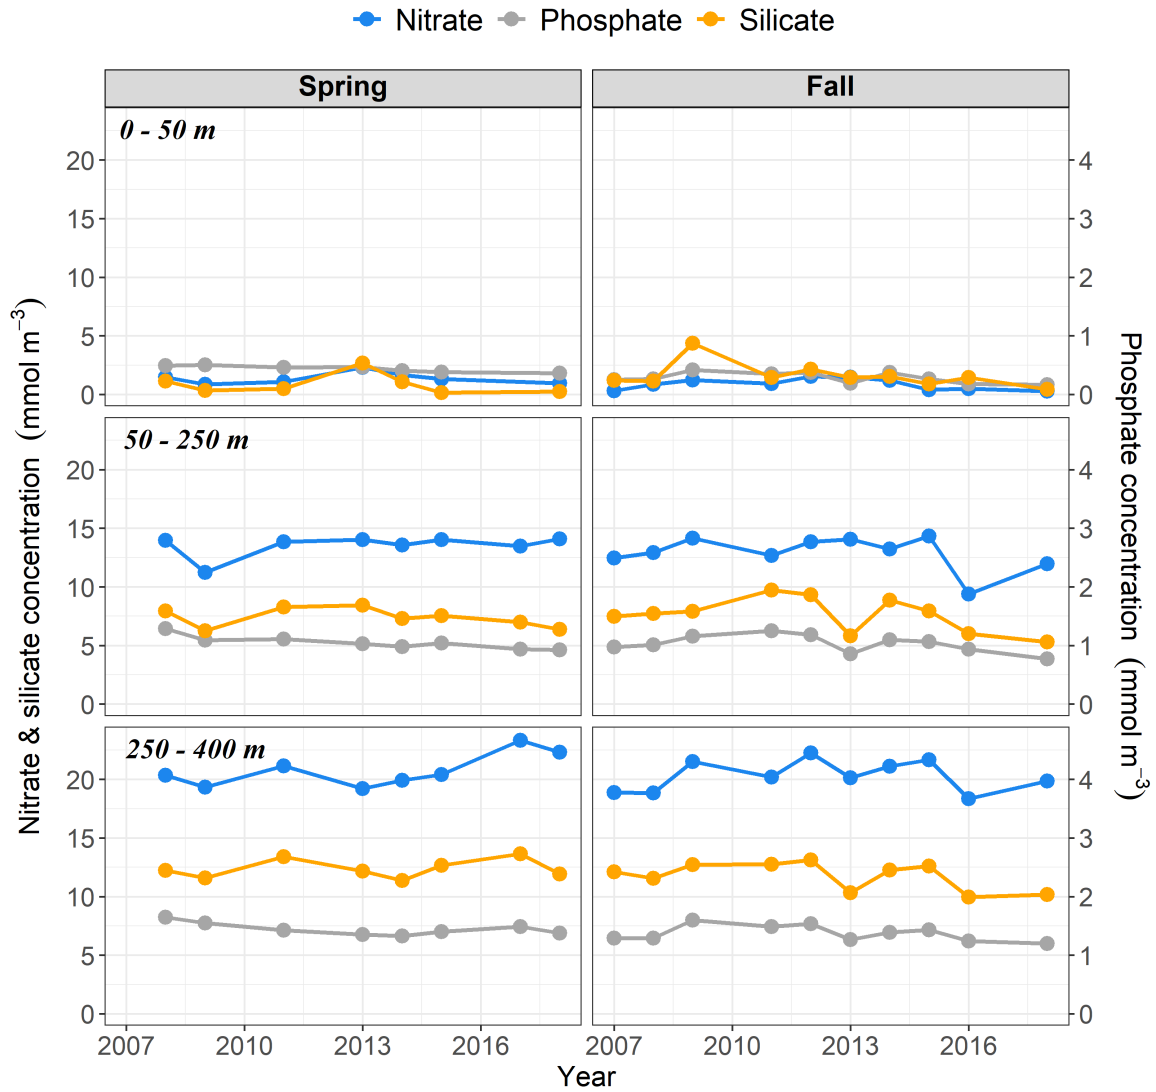 Nitrate Phosphate Silicate
Spring Fall
0 - 50 m
20 4
15 3
10 2
5 1
0 0
50 - 250 m
20 4
15 3
10 2
5 1
0 0
250 - 400 m
20 4
15 3
10 2
5 1
0 0
Nitrate & silicate concentration (mmol m⁻³)
Phosphate concentration (mmol m⁻³)
2007 2010 2013 2016 2007 2010 2013 2016
Year